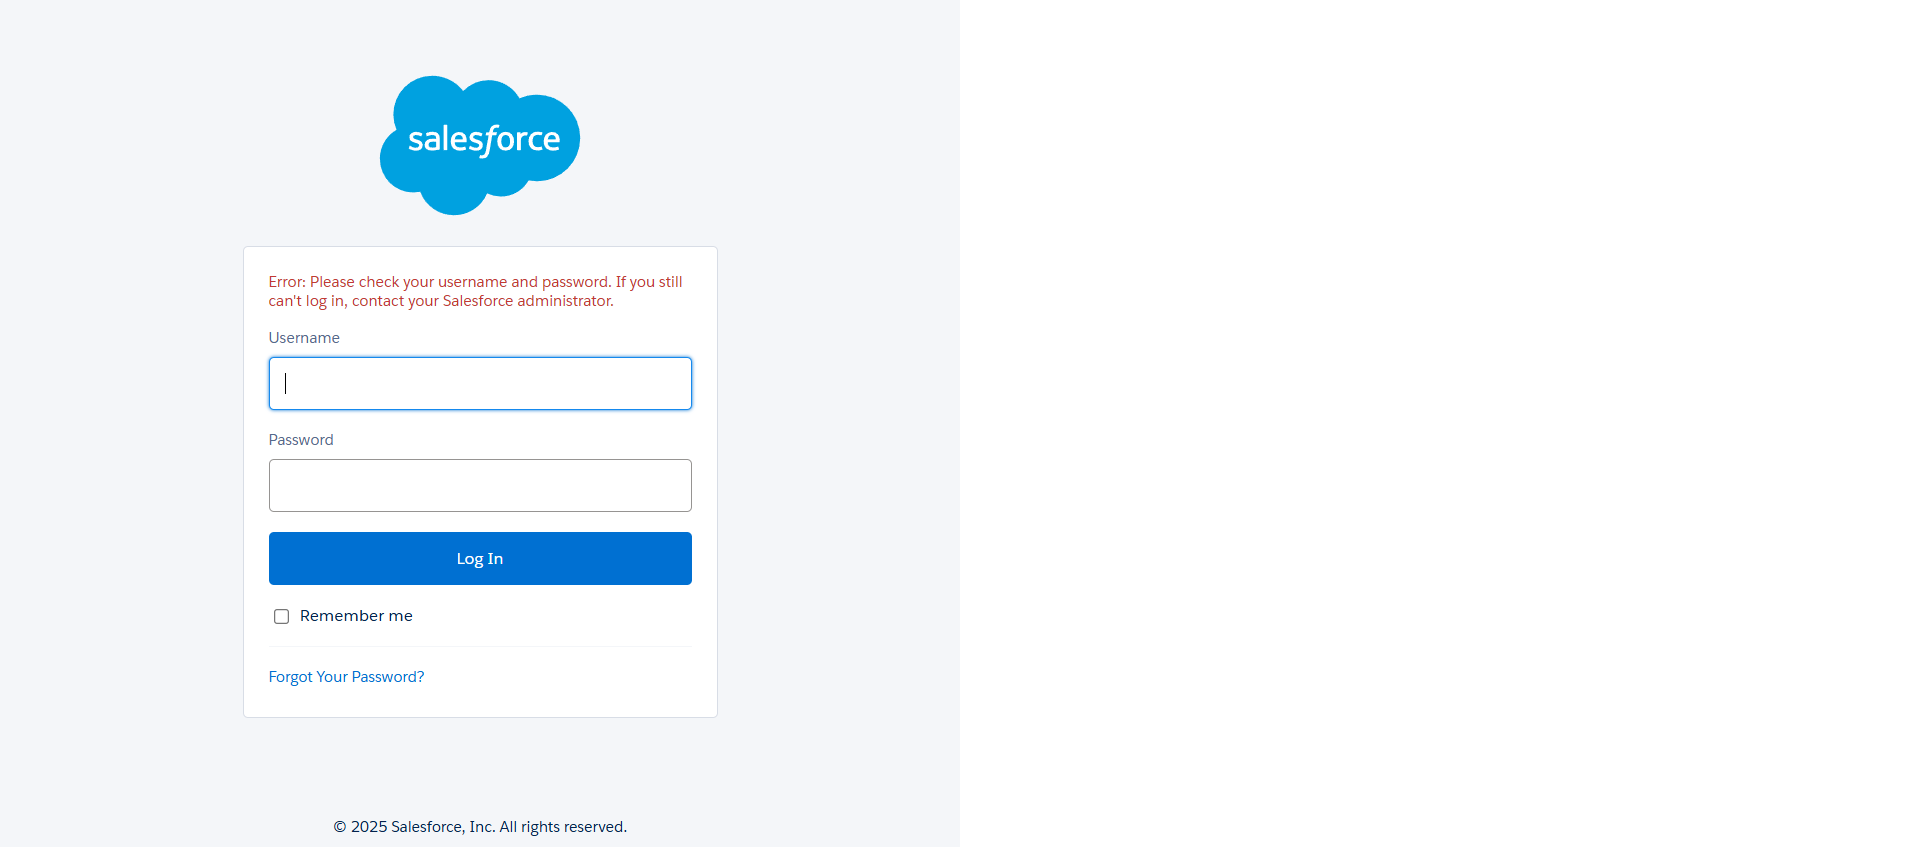 salesforce
Error: Please check your username and password. If you still
can't log in, contact your Salesforce administrator.
Username
Password
Log In
Remember me
Forgot Your Password?
© 2025 Salesforce, Inc. All rights reserved.